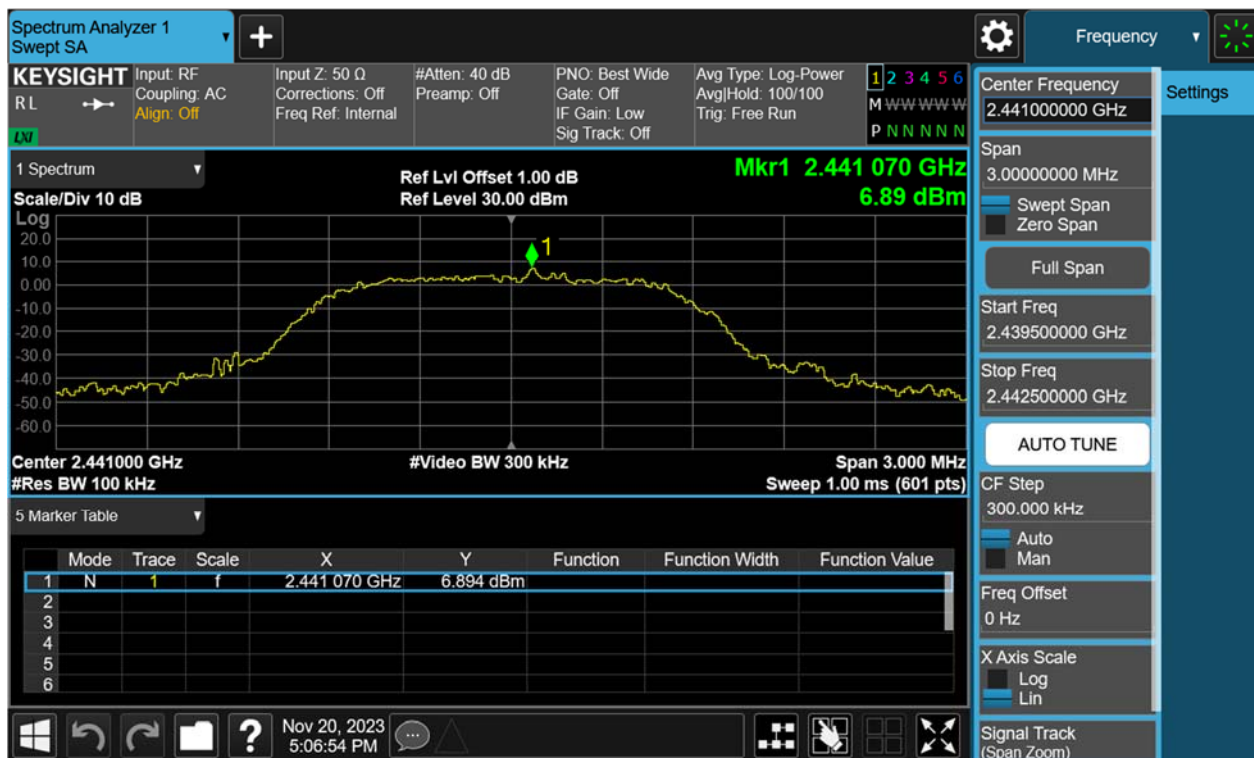 Spectrum Analyzer 1
Swept SA
+
Frequency
KEYSIGHT
R L
LXI
Input: RF
Coupling: AC
Align: Off
Input Z: 50 Ω
Corrections: Off
Freq Ref: Internal
#Atten: 40 dB
Preamp: Off
PNO: Best Wide
Gate: Off
IF Gain: Low
Sig Track: Off
Avg Type: Log-Power
Avg|Hold: 100/100
Trig: Free Run
1 2 3 4 5 6
M W W W W W
P N N N N N
1 Spectrum
Scale/Div 10 dB
Ref Lvl Offset 1.00 dB
Ref Level 30.00 dBm
Mkr1 2.441 070 GHz
6.89 dBm
Log
20.0
10.0
0.00
-10.0
-20.0
-30.0
-40.0
-50.0
-60.0
1
Center 2.441000 GHz
#Video BW 300 kHz
Span 3.000 MHz
#Res BW 100 kHz
Sweep 1.00 ms (601 pts)
5 Marker Table
Mode Trace Scale X Y Function Function Width Function Value
1 N 1 f 2.441 070 GHz 6.894 dBm
2
3
4
5
6
?
Nov 20, 2023
5:06:54 PM
Center Frequency
2.441000000 GHz
Span
3.00000000 MHz
Swept Span
Zero Span
Full Span
Start Freq
2.439500000 GHz
Stop Freq
2.442500000 GHz
AUTO TUNE
CF Step
300.000 kHz
Auto
Man
Freq Offset
0 Hz
X Axis Scale
Log
Lin
Signal Track
(Span Zoom)
Settings